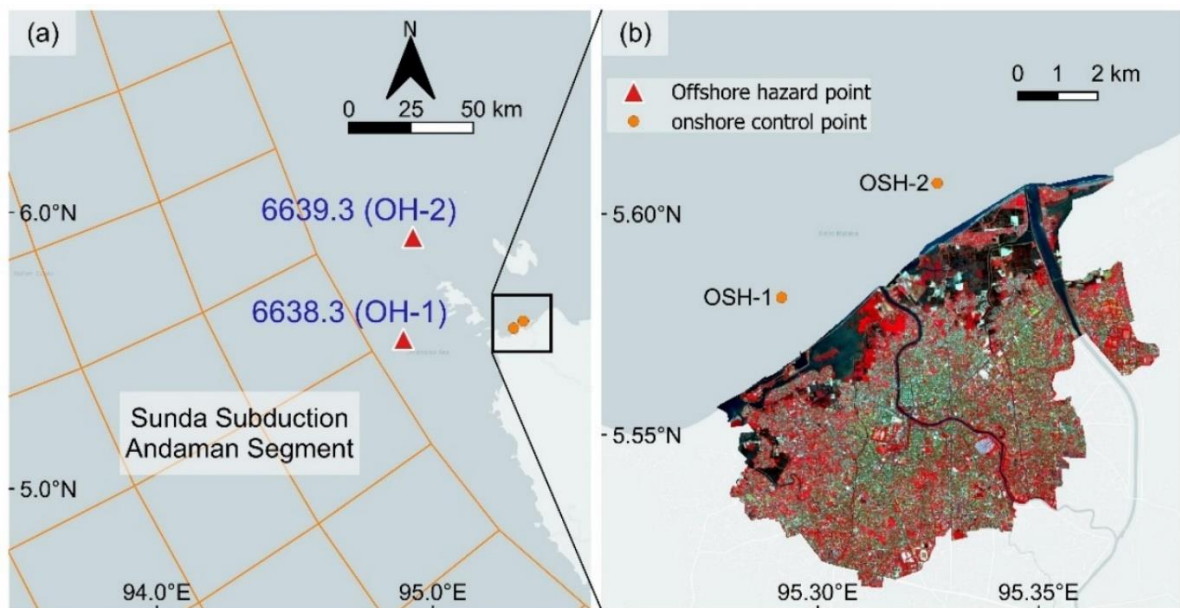 (a)
N
0 25 50 km
6.0°N
6639.3 (OH-2)
6638.3 (OH-1)
Sunda Subduction
Andaman Segment
5.0°N
94.0°E
95.0°E
(b)
0 1 2 km
Offshore hazard point
onshore control point
OSH-2
5.60°N
OSH-1
5.55°N
95.30°E
95.35°E